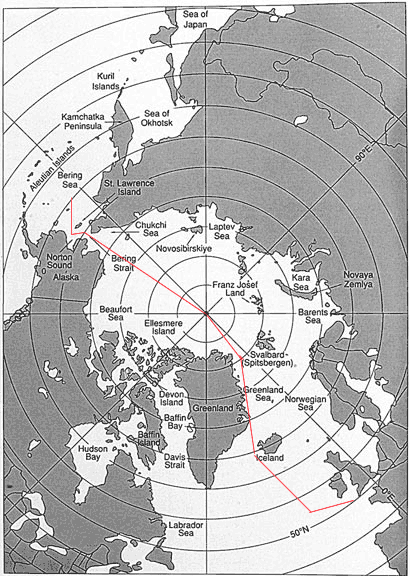 Sea of
Japan
Kuril
Islands
Kamchatka
Peninsula
Sea of
Okhotsk
Aleutian Islands
Bering
Sea
90°E
St. Lawrence
Island
Chukchi
Sea
Laptev
Sea
Novosibirskiye
Norton
Sound
Alaska
Bering
Strait
Franz Josef
Land
Kara
Sea
Novaya
Zemlya
Beaufort
Sea
Ellesmere
Island
Barents
Sea
Svalbard
(Spitsbergen)
Devon
Island
Greenland
Greenland
Sea
Norwegian
Sea
Baffin
Bay
Baffin
Island
Hudson
Bay
Davis
Strait
Iceland
0°E
50°N
Labrador
Sea